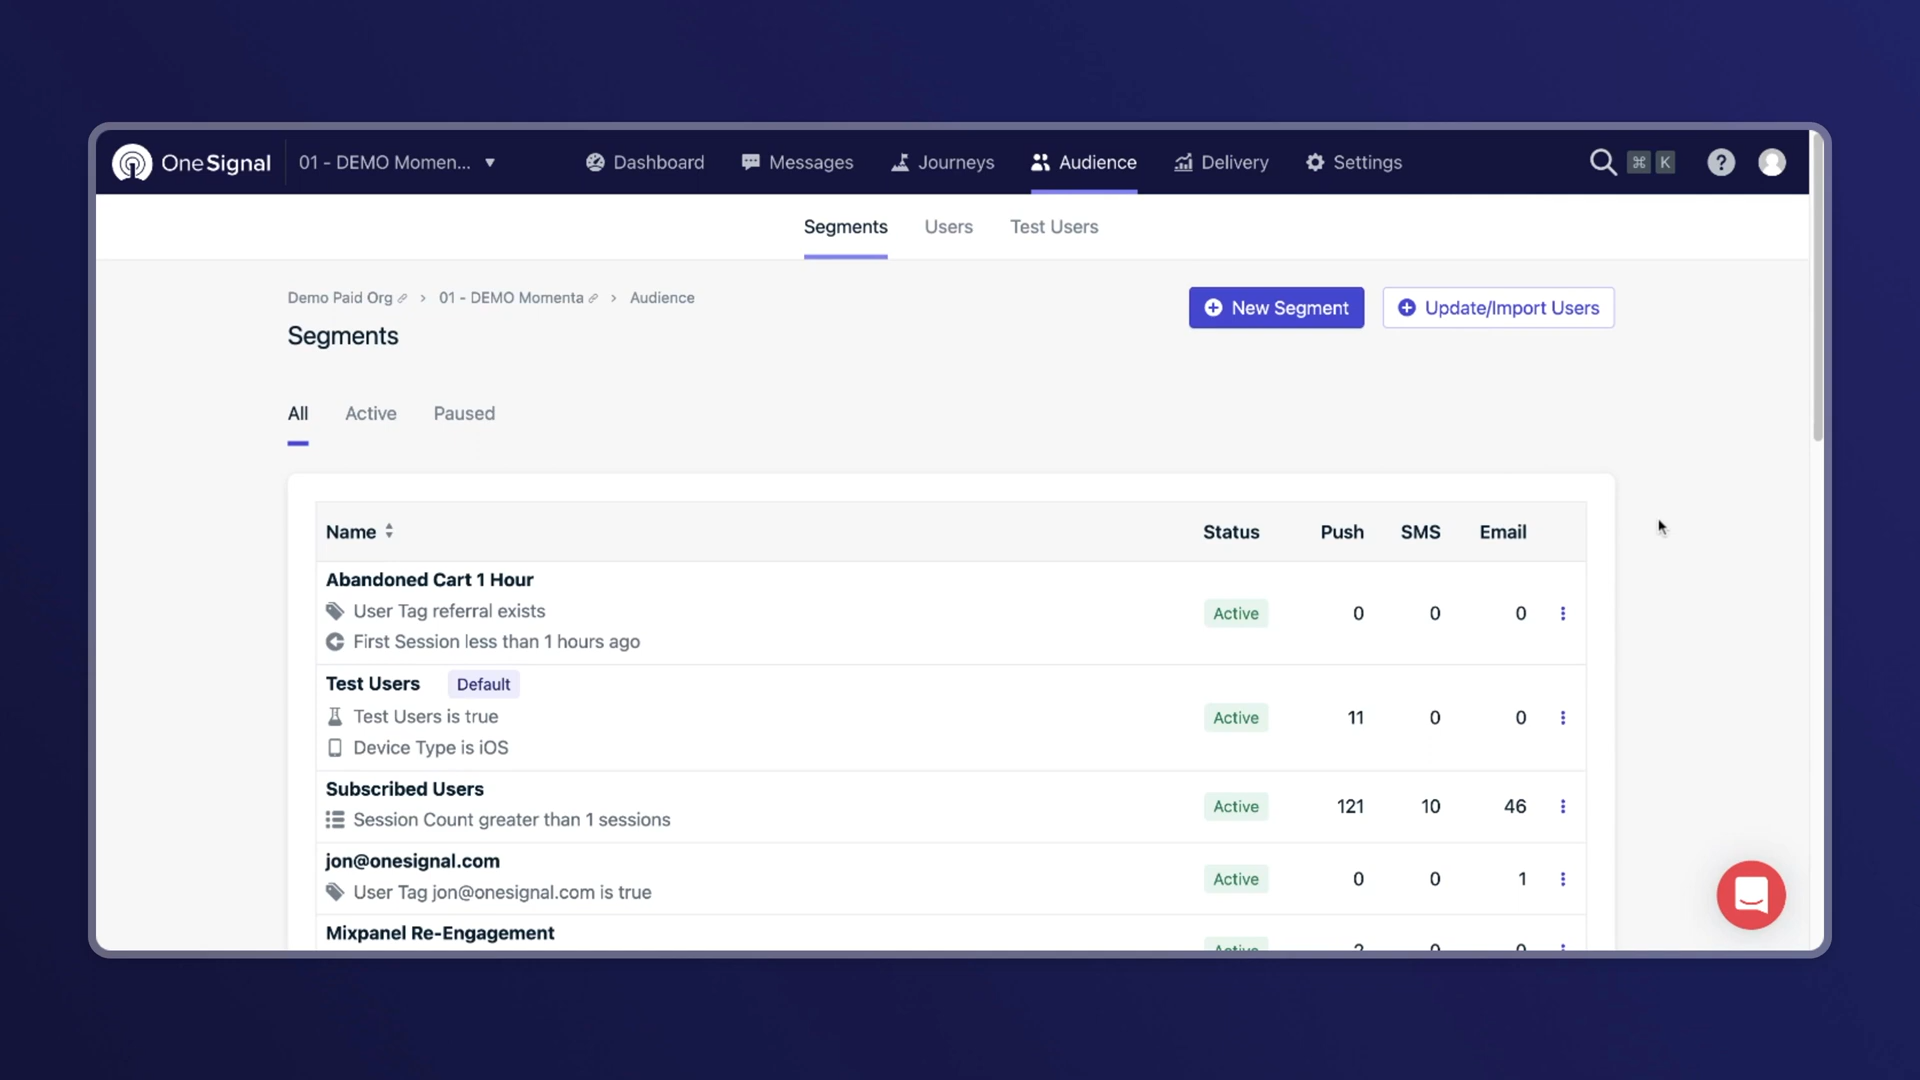 OneSignal 01 - DEMO Momen... ▼ Dashboard Messages Journeys Audience Delivery Settings ⌘ K ?
Segments Users Test Users
Demo Paid Org > 01 - DEMO Momenta > Audience
New Segment Update/Import Users
Segments
All Active Paused
Name Status Push SMS Email
Abandoned Cart 1 Hour
User Tag referral exists
Active 0 0 0
First Session less than 1 hours ago
Test Users Default
Test Users is true
Active 11 0 0
Device Type is iOS
Subscribed Users
Active 121 10 46
Session Count greater than 1 sessions
jon@onesignal.com
Active 0 0 1
User Tag jon@onesignal.com is true
Mixpanel Re-Engagement
Active